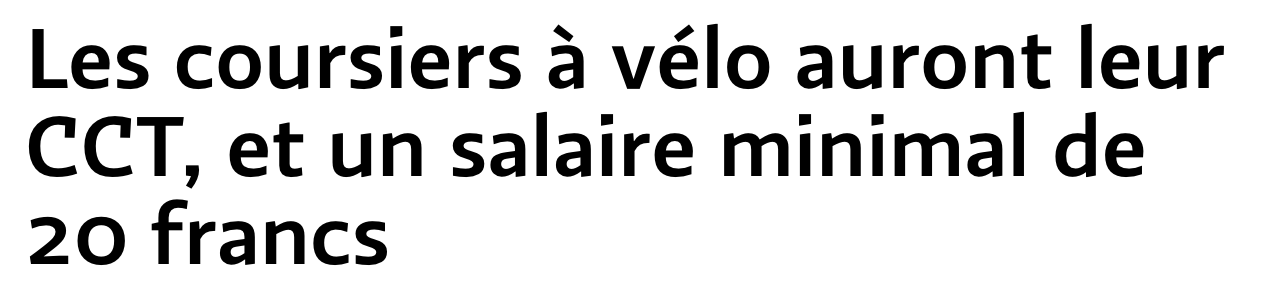 Les coursiers à vélo auront leur
CCT, et un salaire minimal de
20 francs